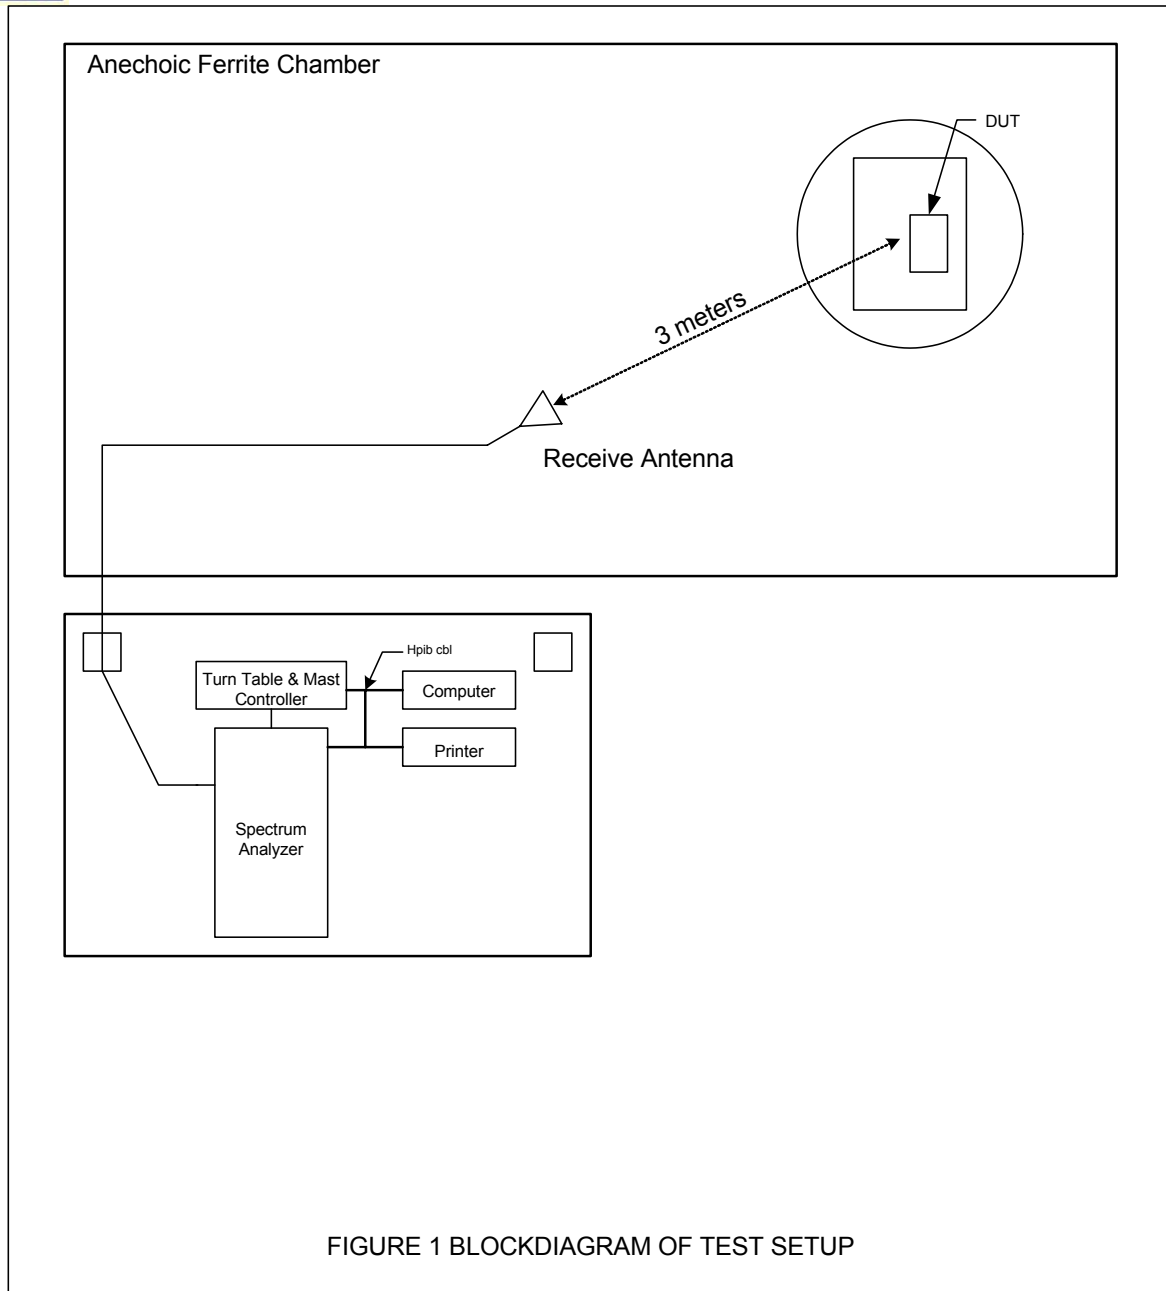 Anechoic Ferrite Chamber
DUT
3 meters
Receive Antenna
Hpib cbl
Turn Table & Mast
Controller
Computer
Printer
Spectrum
Analyzer
FIGURE 1 BLOCKDIAGRAM OF TEST SETUP